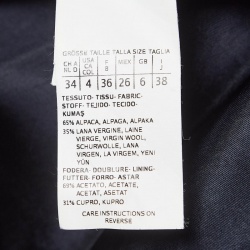 GRÖSSE TAILLE TALLA SIZE TAGLIA
CH A D USA CA F B MEX GB I
34 4 36 26 6 38
TESSUTO-TISSU-FABRIC-
STOFF-TEJIDO-TECIDO-
KUMAŞ
65% ALPACA, ALPAGA, ALPAKA
35% LANA VERGINE, LAINE
VIERGE, VIRGIN WOOL,
SCHURWOLLE, LANA
VIRGEN, LA VIRGEM, YENİ
YÜN
FODERA-DOUBLURE-LINING-
FUTTER-FORRO-ASTAR
69% ACETATO, ACETATE,
ACETAT, ASETAT
31% CUPRO, KUPRO
CARE INSTRUCTIONS ON
REVERSE